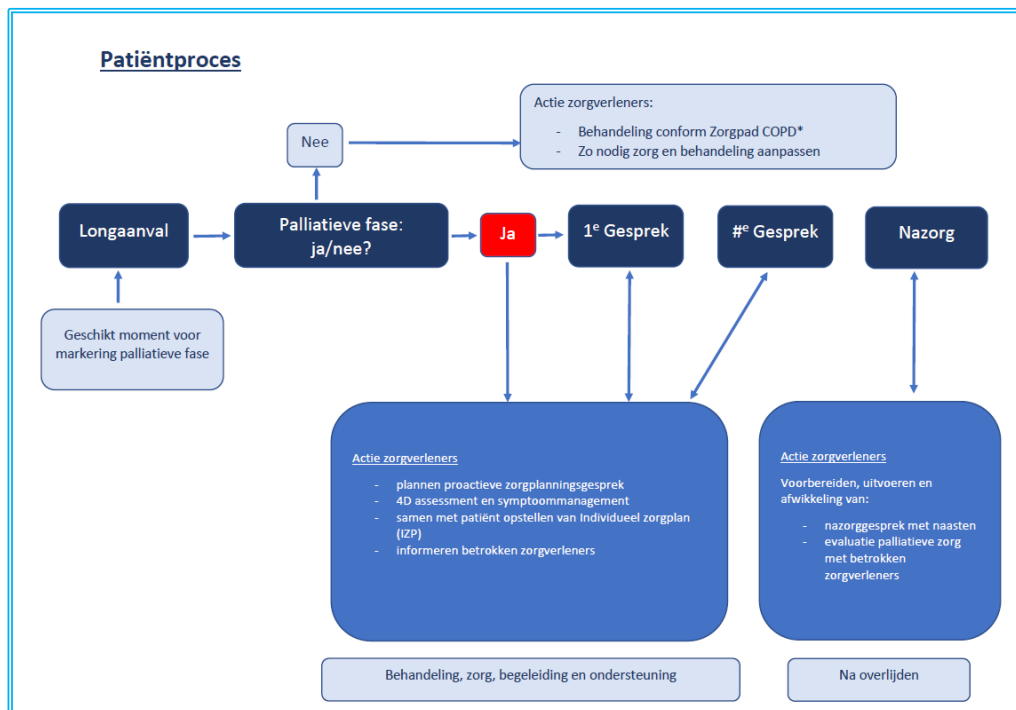 Patiëntproces
Actie zorgverleners:
- Behandeling conform Zorgpad COPD*
- Zo nodig zorg en behandeling aanpassen
Nee
Longaanval
Palliatieve fase:
ja/nee?
Ja
1e Gesprek
#e Gesprek
Nazorg
Geschikt moment voor
markering palliatieve fase
Actie zorgverleners
- plannen proactieve zorgplanningsgesprek
- 4D assessment en symptoommanagement
- samen met patiënt opstellen van Individueel zorgplan
(IZP)
- informeren betrokken zorgverleners
Actie zorgverleners
Voorbereiden, uitvoeren en
afwikkeling van:
- nazorggesprek met naasten
- evaluatie palliatieve zorg
met betrokken
zorgverleners
Behandeling, zorg, begeleiding en ondersteuning
Na overlijden